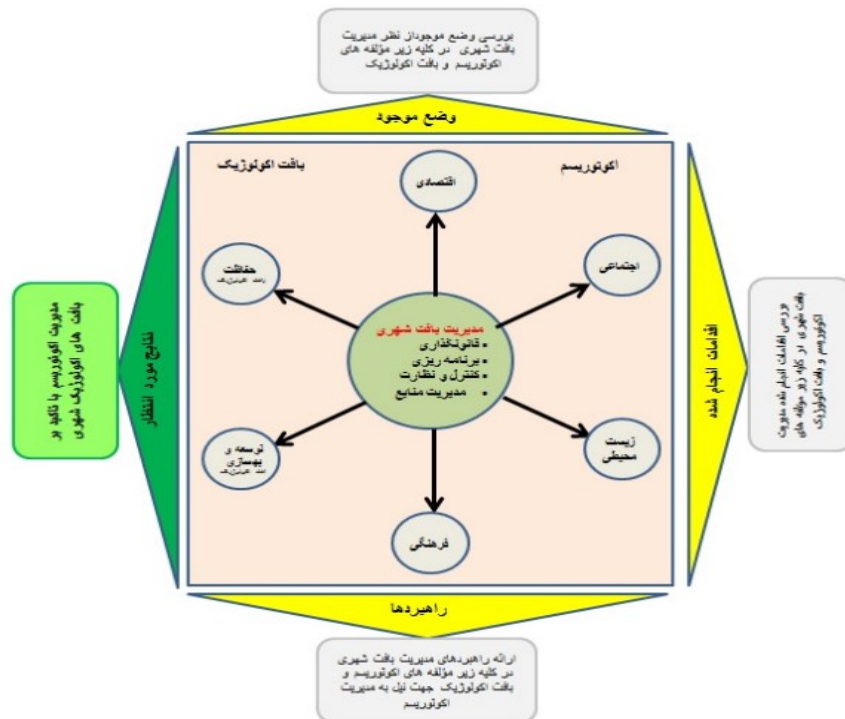 بررسی وضع موجوداز نظر مدیریت
بافت شهری در کلیه زیر مؤلفه های
اکوتوریسم و بافت اکولوژیک
وضع موجود
اکوتوریسم
بافت اکولوژیک
اقتصادی
اجتماعی
حفاظت
مدیریت بافت شهری
قانونگذاری
برنامه ریزی
کنترل و نظارت
مدیریت منابع
زیست
محیطی
توسعه و
بهسازی
فرهنگی
اقدامات انجام شده
بررسی اقدامات انجام شده مدیریت
بافت شهری در کلیه زیر مولفه های
اکوتوریسم و بافت اکولوژیک
نتایج مورد انتظار
مدیریت اکوتوریسم با تاکید بر
بافت های اکولوژیک شهری
راهبردها
ارائه راهبردهای مدیریت بافت شهری
در کلیه زیر مؤلفه های اکوتوریسم و
بافت اکولوژیک جهت نیل به مدیریت
اکوتوریسم